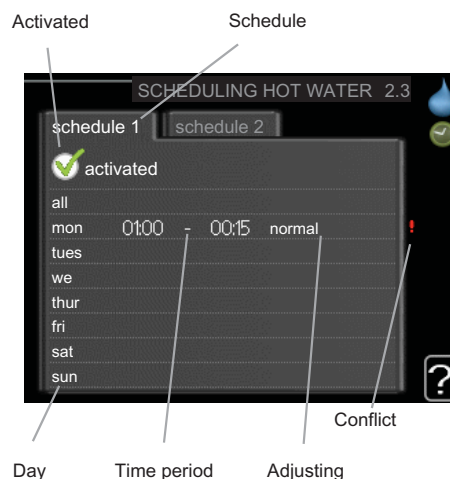 Activated Schedule
SCHEDULING HOT WATER 2.3
schedule 1 schedule 2
activated
all
mon 01:00 - 00:15 normal !
tues
we
thur
fri
sat
sun
?
Conflict
Day Time period Adjusting